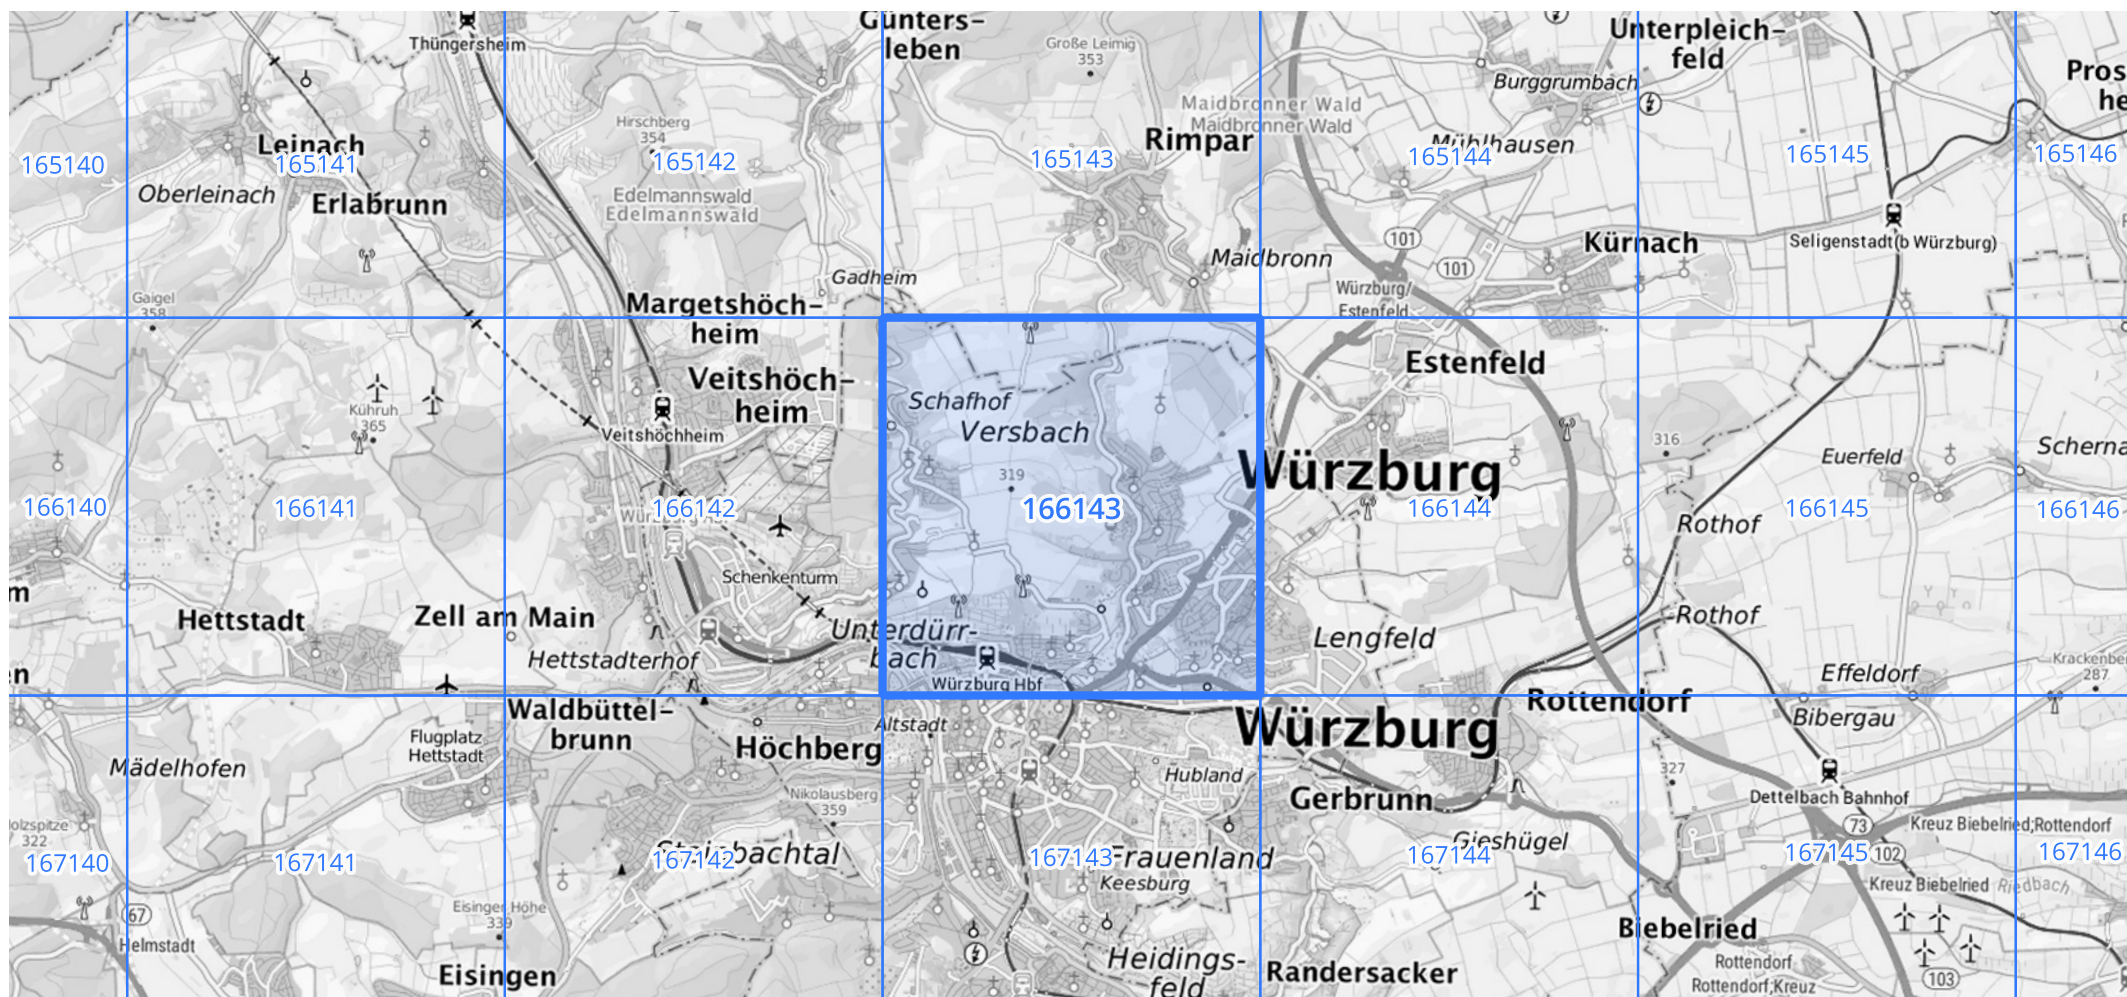 Günters-
leben
Unterpleich-
feld
Thüngersheim
Große Leimig
353
Pros
he
Burggrumbach
Maidbronner Wald
Maidbronner Wald
Hirschberg
354
Leinach
Rimpar
Mühlhausen
165140
165141
165142
165143
165144
165145
165146
Oberleinach
Erlabrunn
Edelmannswald
Edelmannswald
101
Kürnach
Seligenstadt(b Würzburg)
Maidbronn
101
Gadheim
Gaigel
358
Würzburg/
Estenfeld
Margetshöch-
heim
Veitshöch-
heim
Estenfeld
Schafhof
Versbach
Kühruh
365
Veitshöchheim
316
Euerfeld
Scherna
319
Würzburg
166140
166141
166142
166143
166144
166145
166146
Rothof
Schenkenturm
m
Hettstadt
Zell am Main
Unterdürr-
bach
Rothof
Lengfeld
Hettstadterhof
en
Würzburg Hbf
Effeldorf
Krackenbe
287
Rottendorf
Waldbüttel-
brunn
Altstadt
Würzburg
Bibergau
Flugplatz
Hettstadt
Höchberg
Mädelhofen
Hubland
327
Nikolausberg
359
Gerbrunn
Dettelbach Bahnhof
73
Kreuz Biebelried;Rottendorf
olzspitze
322
Gieshügel
Steinbachtal
Frauenland
Keesburg
167140
167141
167142
167143
167144
167145
167146
102
Kreuz Biebelried
Riedbach
67
Helmstadt
Eisinger Höhe
339
Biebelried
Eisingen
Heidings-
feld
Randersacker
Rottendorf
Rottendorf;Kreuz
103